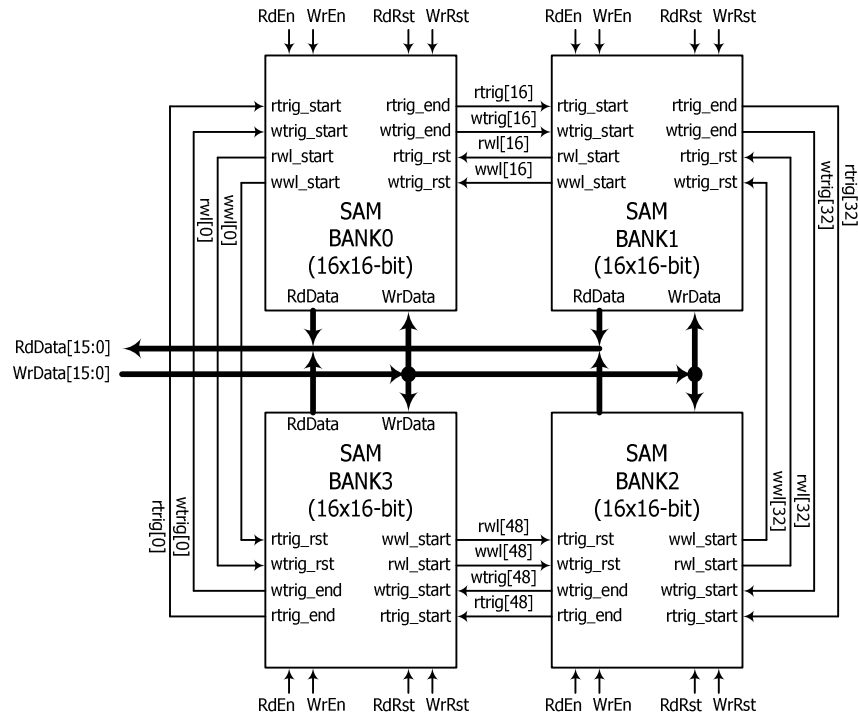 RdEn WrEn RdRst WrRst RdEn WrEn RdRst WrRst
rtrig_start rtrig_end rtrig[16] rtrig_start rtrig_end
wtrig_start wtrig_end wtrig[16] wtrig_start wtrig_end
rwl_start rtrig_rst rwl[16] rwl_start rtrig_rst
wwl_start wtrig_rst wwl[16] wwl_start wtrig_rst
rwl[0] wwl[0] wtrig[32] rtrig[32]
SAM SAM
BANK0 BANK1
(16x16-bit) (16x16-bit)
RdData WrData RdData WrData
RdData[15:0]
WrData[15:0]
RdData WrData
SAM SAM
BANK3 BANK2
(16x16-bit) (16x16-bit)
rtrig[0] wtrig[0] wwl[32] rwl[32]
rtrig_rst wwl_start rwl[48] rtrig_rst wwl_start
wtrig_rst rwl_start wwl[48] wtrig_rst rwl_start
wtrig_end wtrig_start wtrig[48] wtrig_end wtrig_start
rtrig_end rtrig_start rtrig[48] rtrig_end rtrig_start
RdEn WrEn RdRst WrRst RdEn WrEn RdRst WrRst